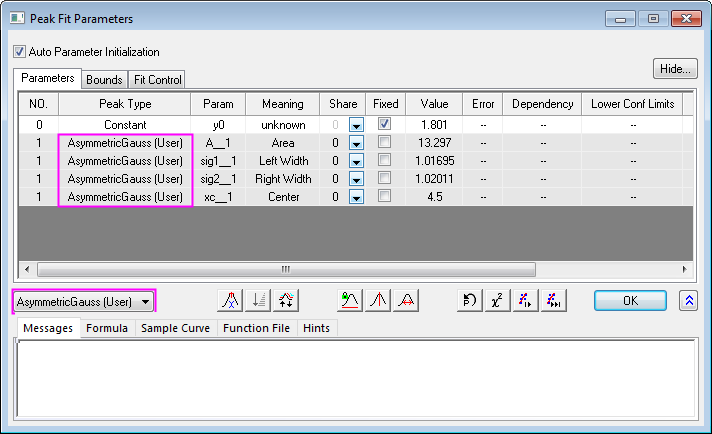 Peak Fit Parameters
Auto Parameter Initialization
Hide...
Parameters Bounds Fit Control
NO. Peak Type Param Meaning Share Fixed Value Error Dependency Lower Conf Limits
0 Constant y0 unknown 0 1.801 -- -- --
1 AsymmetricGauss (User) A__1 Area 0 13.297 -- -- --
1 AsymmetricGauss (User) sig1__1 Left Width 0 1.01695 -- -- --
1 AsymmetricGauss (User) sig2__1 Right Width 0 1.02011 -- -- --
1 AsymmetricGauss (User) xc__1 Center 0 4.5 -- -- --
AsymmetricGauss (User) χ² OK
Messages Formula Sample Curve Function File Hints